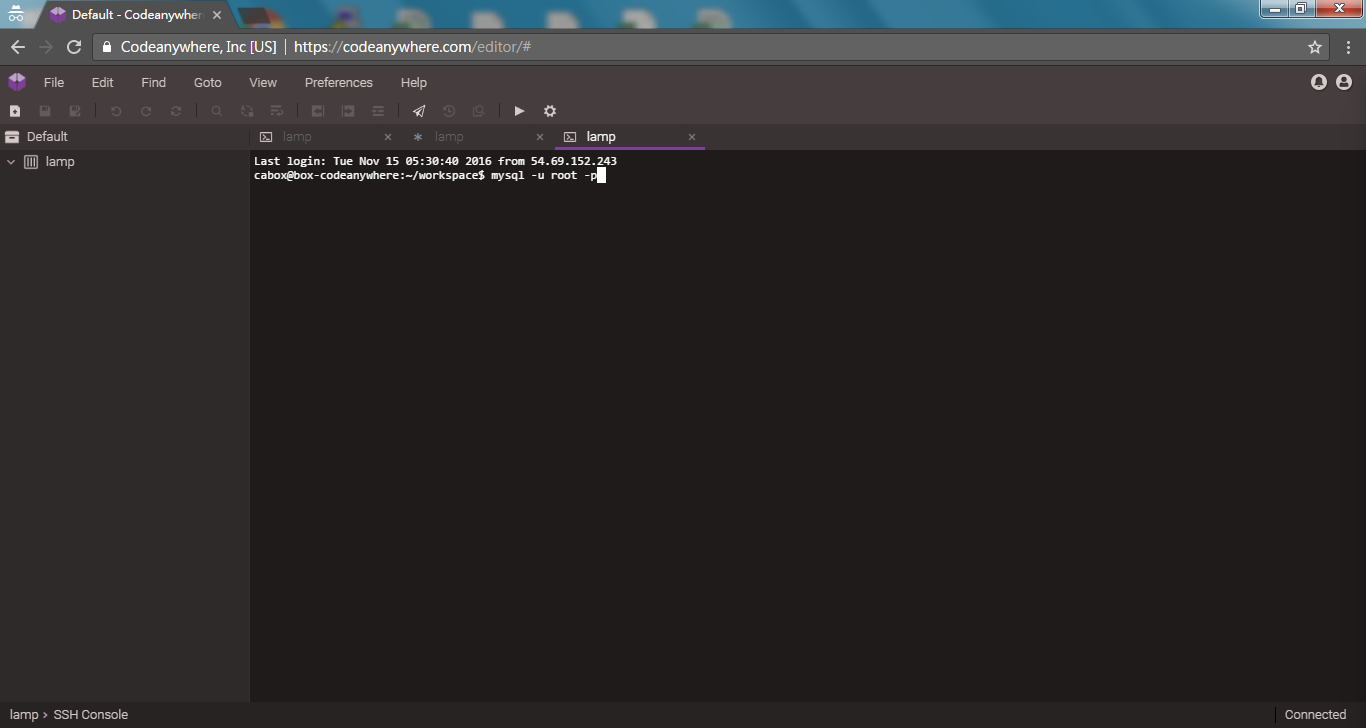 Default - Codeanywher
Codeanywhere, Inc [US] | https://codeanywhere.com/editor/#
File Edit Find Goto View Preferences Help
Default
lamp
lamp
lamp
lamp
Last login: Tue Nov 15 05:30:40 2016 from 54.69.152.243
cabox@box-codeanywhere:~/workspace$ mysql -u root -p
lamp > SSH Console
Connected